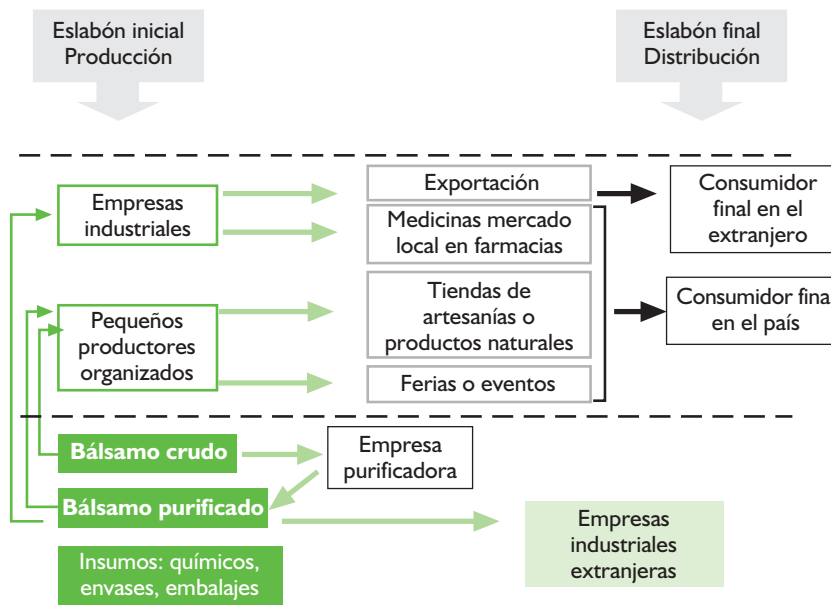 Eslabón inicial
Producción
Eslabón final
Distribución
Empresas
industriales
Exportación
Medicinas mercado
local en farmacias
Consumidor
final en el
extranjero
Pequeños
productores
organizados
Tiendas de
artesanías o
productos naturales
Ferias o eventos
Consumidor final
en el país
Bálsamo crudo
Empresa
purificadora
Bálsamo purificado
Empresas
industriales
extranjeras
Insumos: químicos,
envases, embalajes